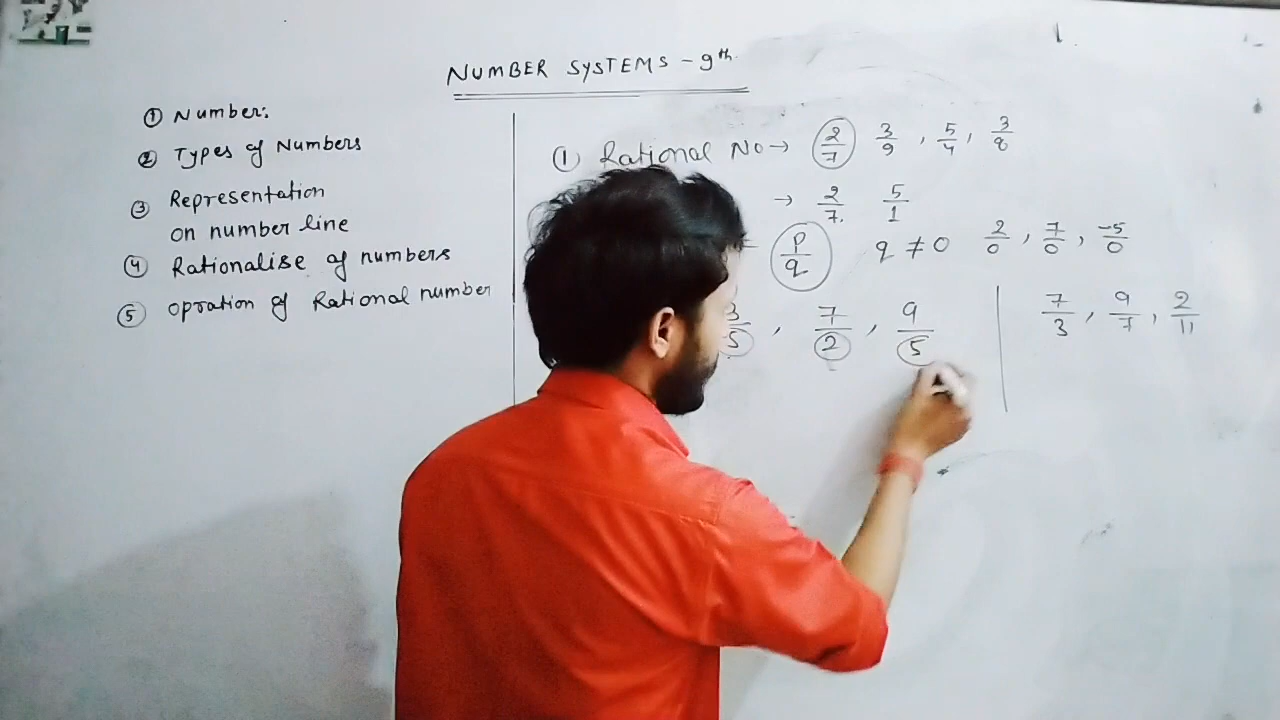 NUMBER SYSTEMS - 9th
① Number:
② Types of Numbers
③ Representation
on number line
④ Rationalise of numbers
⑤ opration of Rational number
① Rational No → 2/7 3/9 , 5/4 , 3/8
→ 2/7. 5/1
p/q q ≠ 0 2/0 , 7/0 , -5/0
3/5 , 7/2 , 9/5
7/3 , 9/7 , 2/11